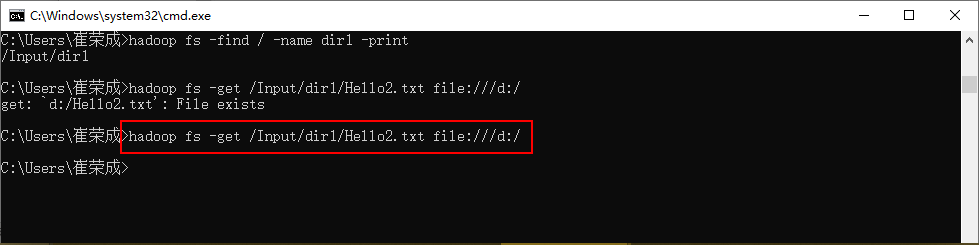 C:\Windows\system32\cmd.exe
C:\Users\崔荣成>hadoop fs -find / -name dir1 -print
/Input/dir1
C:\Users\崔荣成>hadoop fs -get /Input/dir1/Hello2.txt file:///d:/
get: `d:/Hello2.txt': File exists
C:\Users\崔荣成>hadoop fs -get /Input/dir1/Hello2.txt file:///d:/
C:\Users\崔荣成>